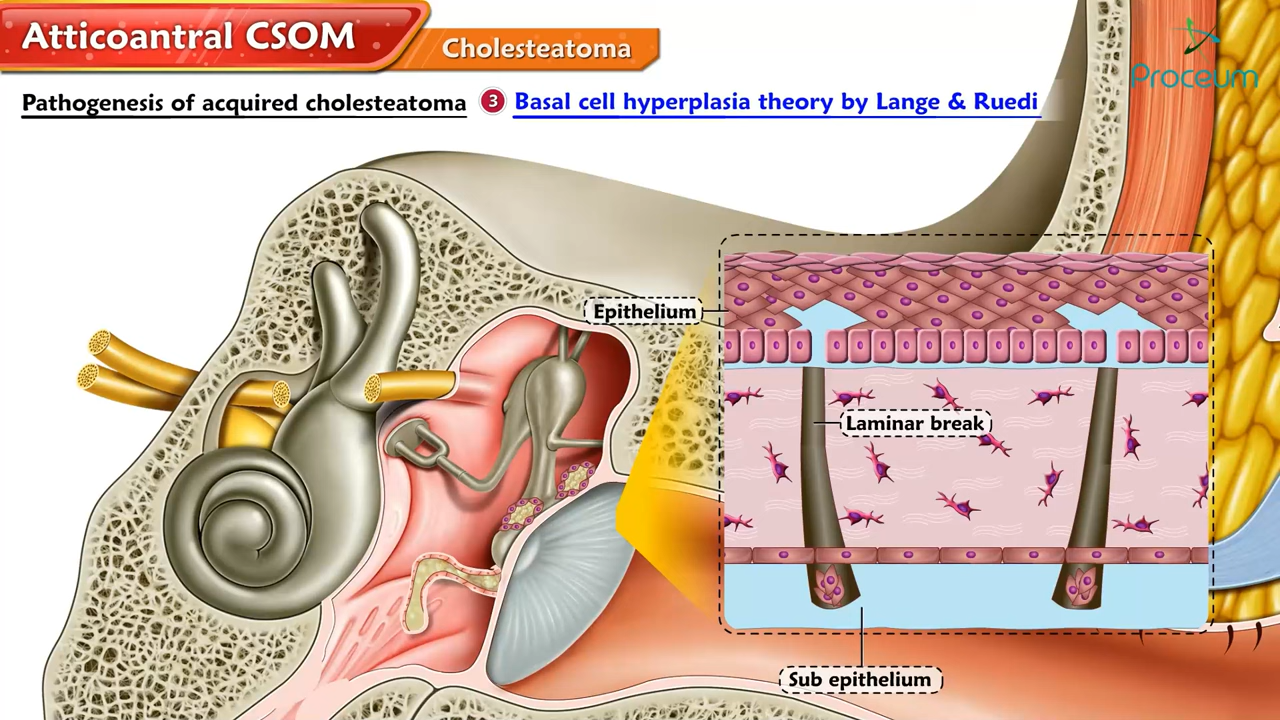 Atticoantral CSOM
Cholesteatoma
Proceum
Pathogenesis of acquired cholesteatoma 3 Basal cell hyperplasia theory by Lange & Ruedi
Epithelium
Laminar break
Sub epithelium